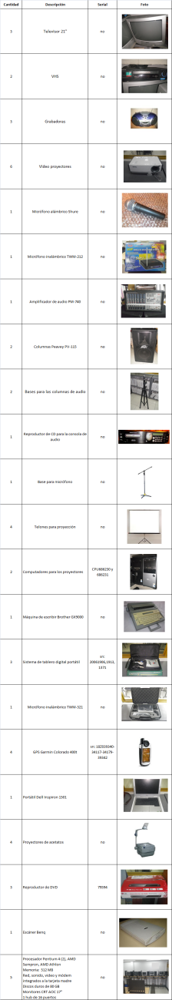 Cantidad Descripción Serial Foto
3 Televisor 21" no
2 VHS no
3 Grabadoras no
6 Video proyectores no
1 Micrófono alámbrico Shure no
1 Micrófono inalámbrico TWM-212 no
1 Amplificador de audio PM-740 no
2 Columnas Peavey PV-115 no
2 Bases para las columnas de audio no
1 Reproductor de CD para la consola de
audio no
1 Base para micrófono no
4 Telones para proyección no
2 Computadores para los proyectores CPU686230 y
686231
1 Máquina de escribir Brother GX9000 no
3 Sistema de tablero digital portátil sn:
20061906,1913,
1371
1 Micrófono inalámbrico TWM-321 no
4 GPS Garmin Colorado 400t sn: 182039340-
34117-34179-
39342
1 Portátil Dell Inspiron 1501 no
4 Proyectores de acetatos no
3 Reproductor de DVD 79594
1 Escáner Benq no
5 Procesador Pentium 4 (2), AMD
Sempron, AMD Athlon
Memoria: 512 MB
Red, sonido, video y módem
integrados a la tarjeta madre
Discos duros de 80 GB
Monitores CRT AOC 17"
1 hub de 16 puertos no